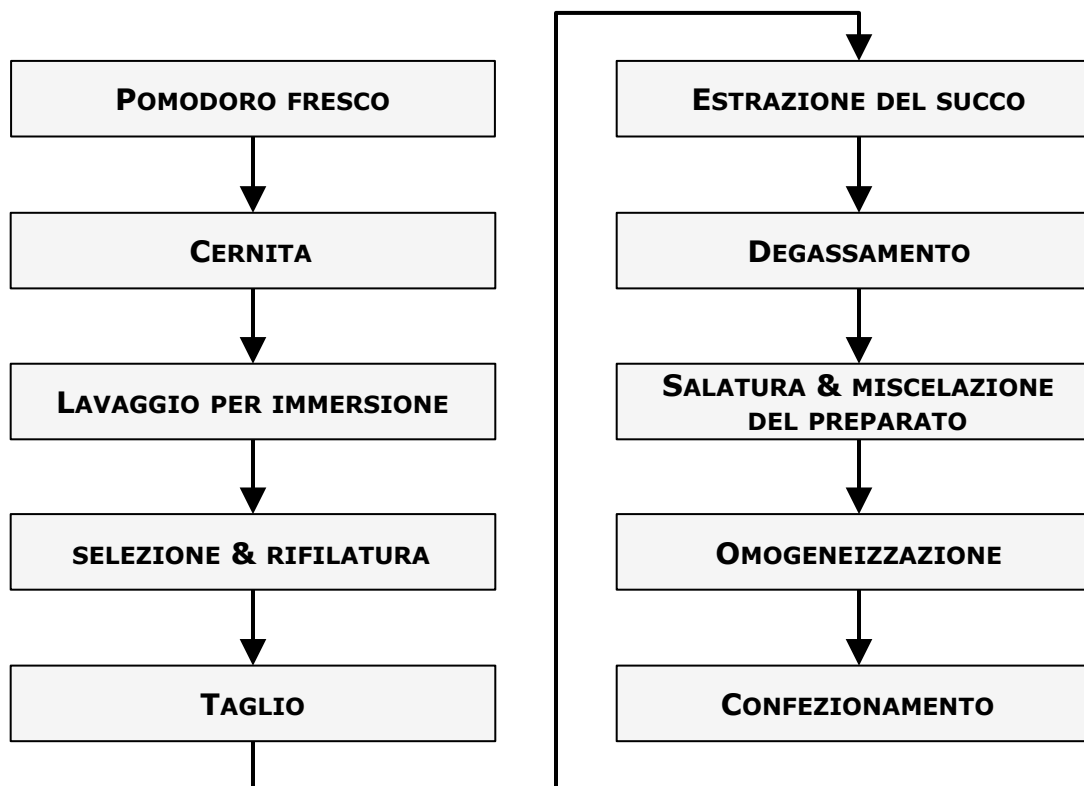 POMODORO FRESCO
CERNITA
LAVAGGIO PER IMMERSIONE
SELEZIONE & RIFILATURA
TAGLIO
ESTRAZIONE DEL SUCCO
DEGASSAMENTO
SALATURA & MISCELAZIONE
DEL PREPARATO
OMOGENEIZZAZIONE
CONFEZIONAMENTO